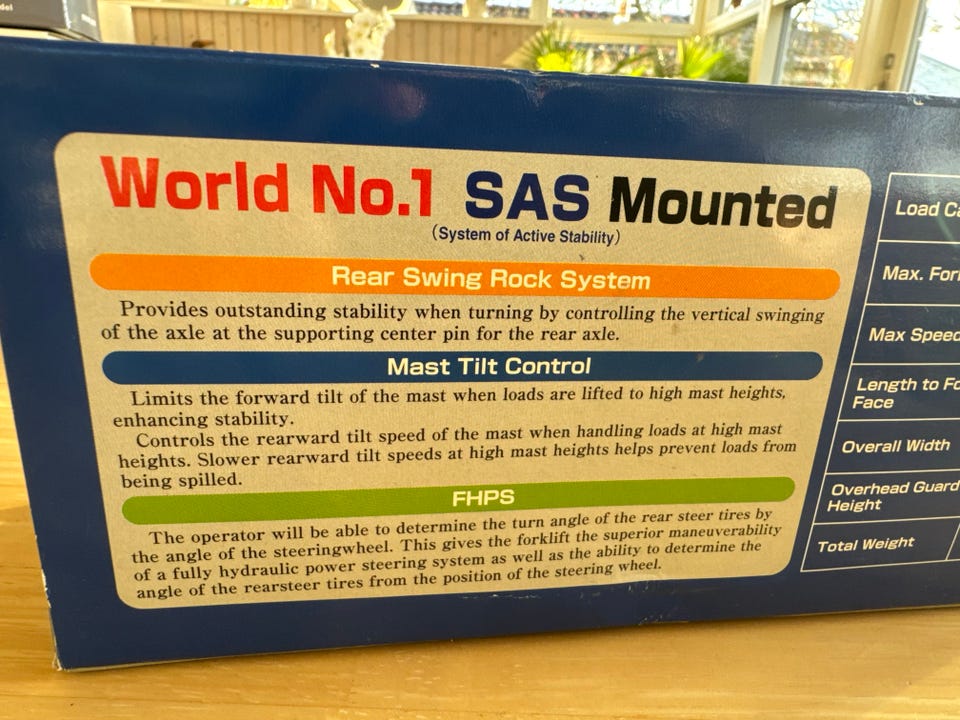 World No.1 SAS Mounted
(System of Active Stability)
Rear Swing Rock System
Provides outstanding stability when turning by controlling the vertical swinging
of the axle at the supporting center pin for the rear axle.
Mast Tilt Control
Limits the forward tilt of the mast when loads are lifted to high mast heights,
enhancing stability.
Controls the rearward tilt speed of the mast when handling loads at high mast
heights. Slower rearward tilt speeds at high mast heights helps prevent loads from
being spilled.
FHPS
The operator will be able to determine the turn angle of the rear steer tires by
the angle of the steeringwheel. This gives the forklift the superior maneuverability
of a fully hydraulic power steering system as well as the ability to determine the
angle of the rearsteer tires from the position of the steering wheel.
Load
Max.
Max Speed
Length to
Face
Overall Width
Overhead Guard
Height
Total Weight